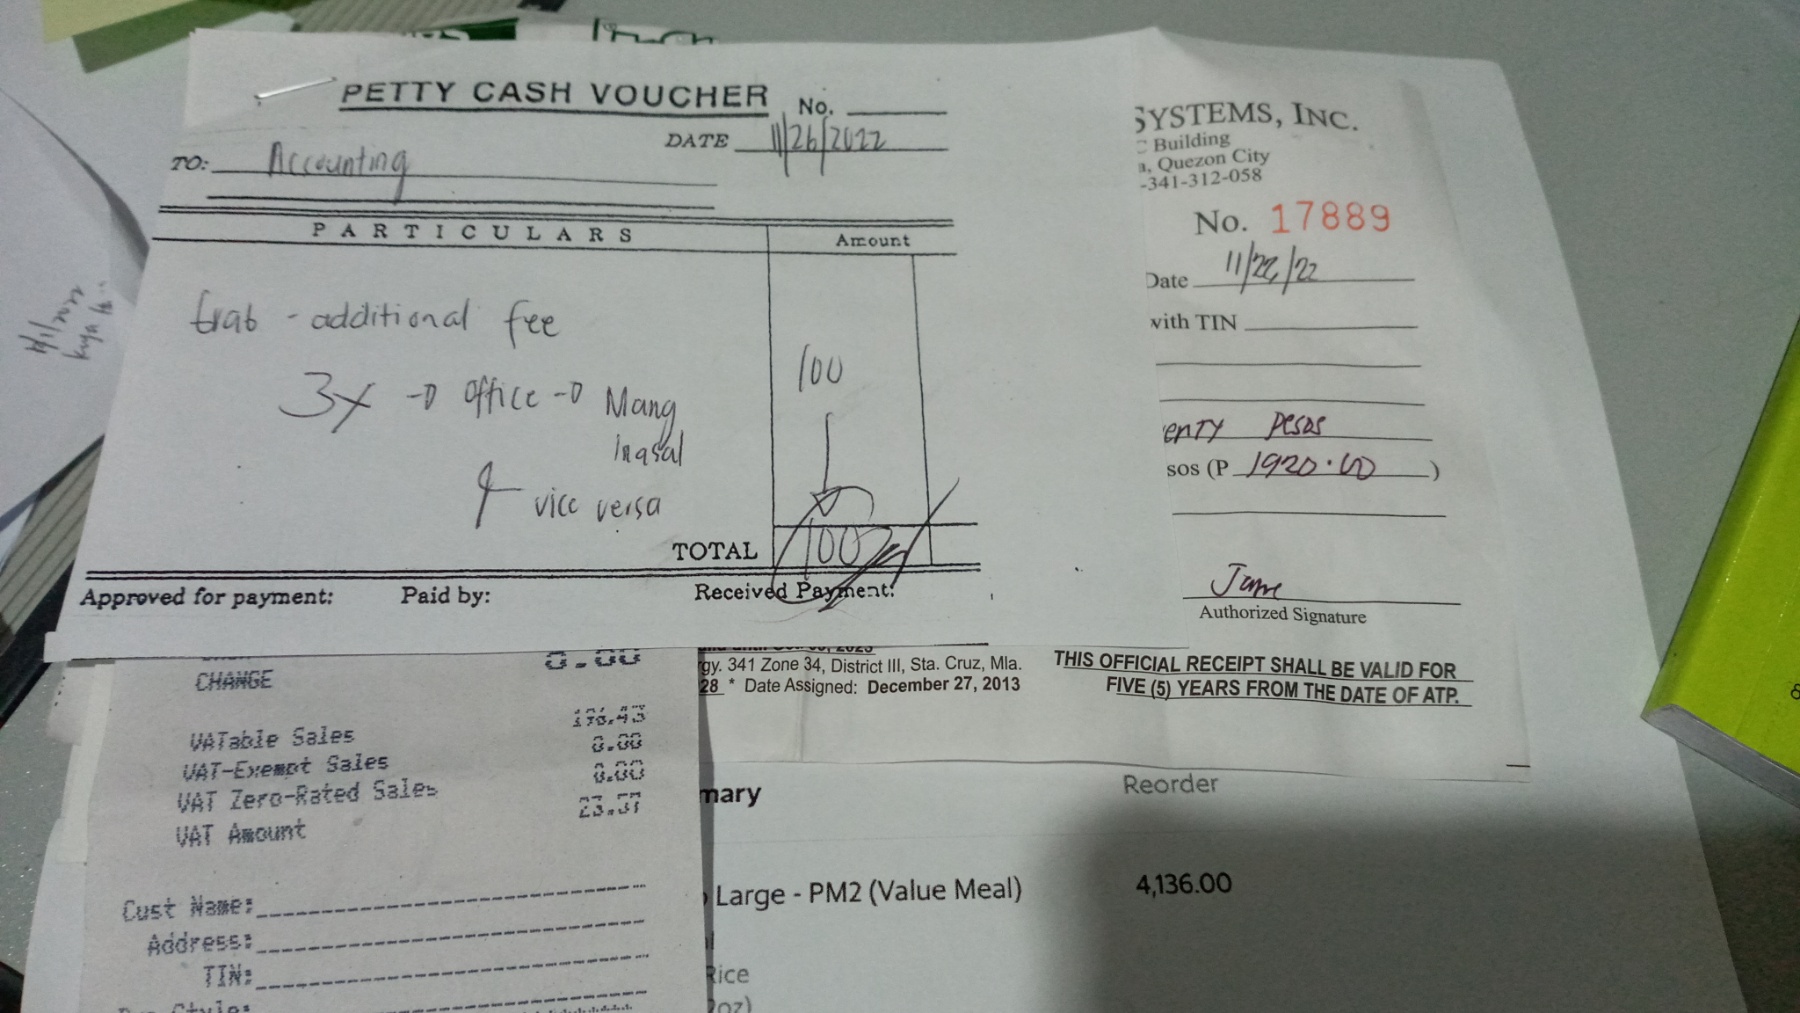 PETTY CASH VOUCHER
No.
DATE 11/26/2022
TO: Accounting
PARTICULARS Amount
Grab - additional fee
100
3x → Office → Mang
Inasal
& vice versa
TOTAL 100
Approved for payment: Paid by: Received Payment:
SYSTEMS, INC.
Building
, Quezon City
-341-312-058
No. 17889
Date 11/22/22
with TIN
enty Pesos
sos (P 1920.00 )
Jame
Authorized Signature
rgy. 341 Zone 34, District III, Sta. Cruz, Mla.
28 * Date Assigned: December 27, 2013
THIS OFFICIAL RECEIPT SHALL BE VALID FOR
FIVE (5) YEARS FROM THE DATE OF ATP.
0.00
CHANGE
VATable Sales 196.43
VAT-Exempt Sales 0.00
VAT Zero-Rated Sales 0.00
VAT Amount 23.57
Cust Name:
Address:
TIN:
mary Reorder
Large - PM2 (Value Meal) 4,136.00
Rice
2oz)